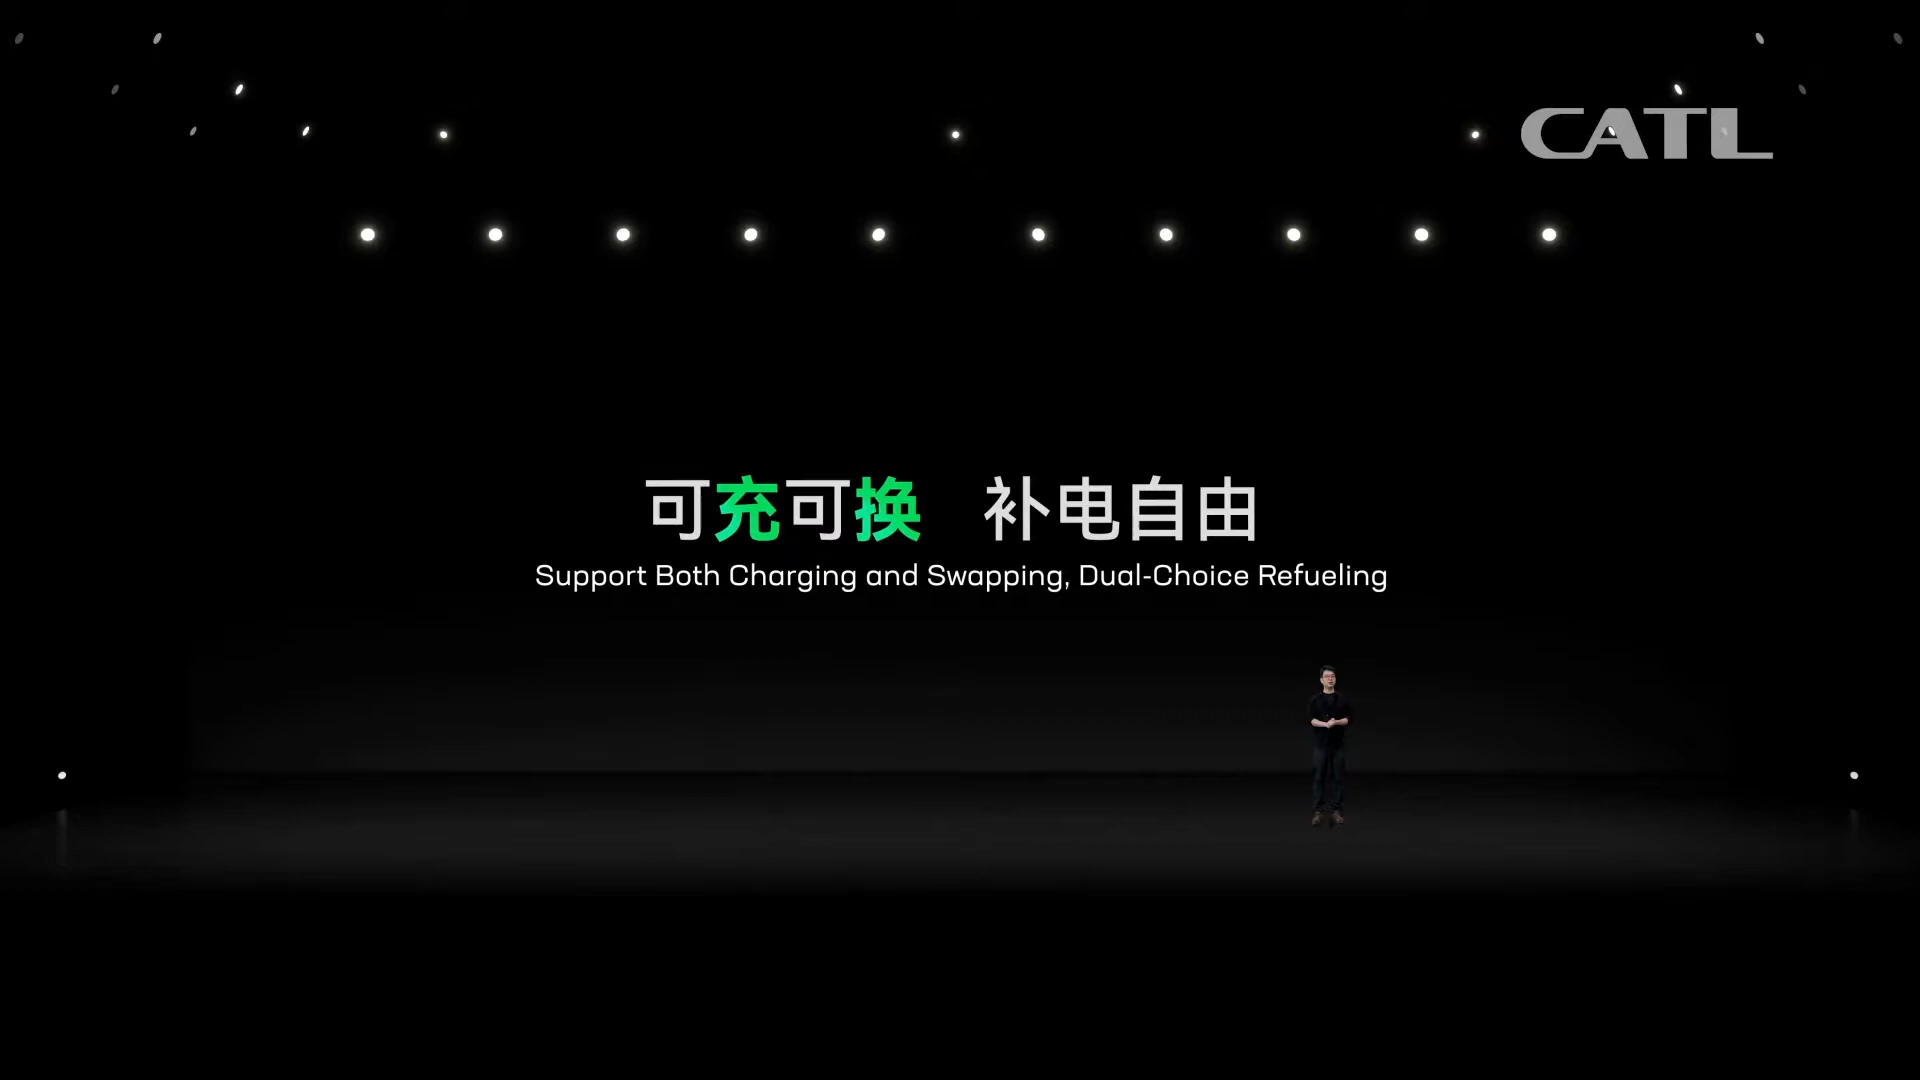 CATL
可充可换 补电自由
Support Both Charging and Swapping, Dual-Choice Refueling